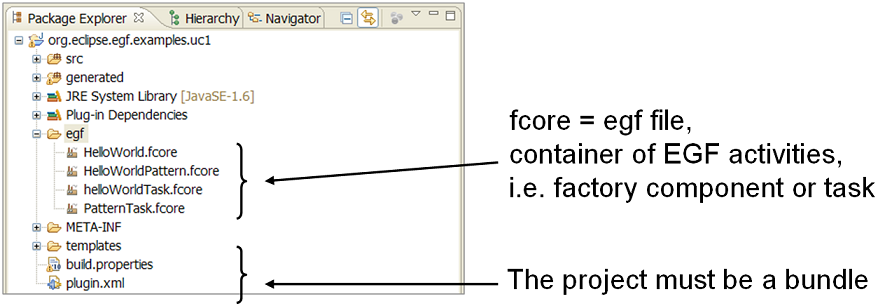 Package Explorer Hierarchy Navigator
org.eclipse.egf.examples.uc1
src
generated
JRE System Library [JavaSE-1.6]
Plug-in Dependencies
egf
HelloWorld.fcore
HelloWorldPattern.fcore
helloWorldTask.fcore
PatternTask.fcore
META-INF
templates
build.properties
plugin.xml
fcore = egf file,
container of EGF activities,
i.e. factory component or task
The project must be a bundle